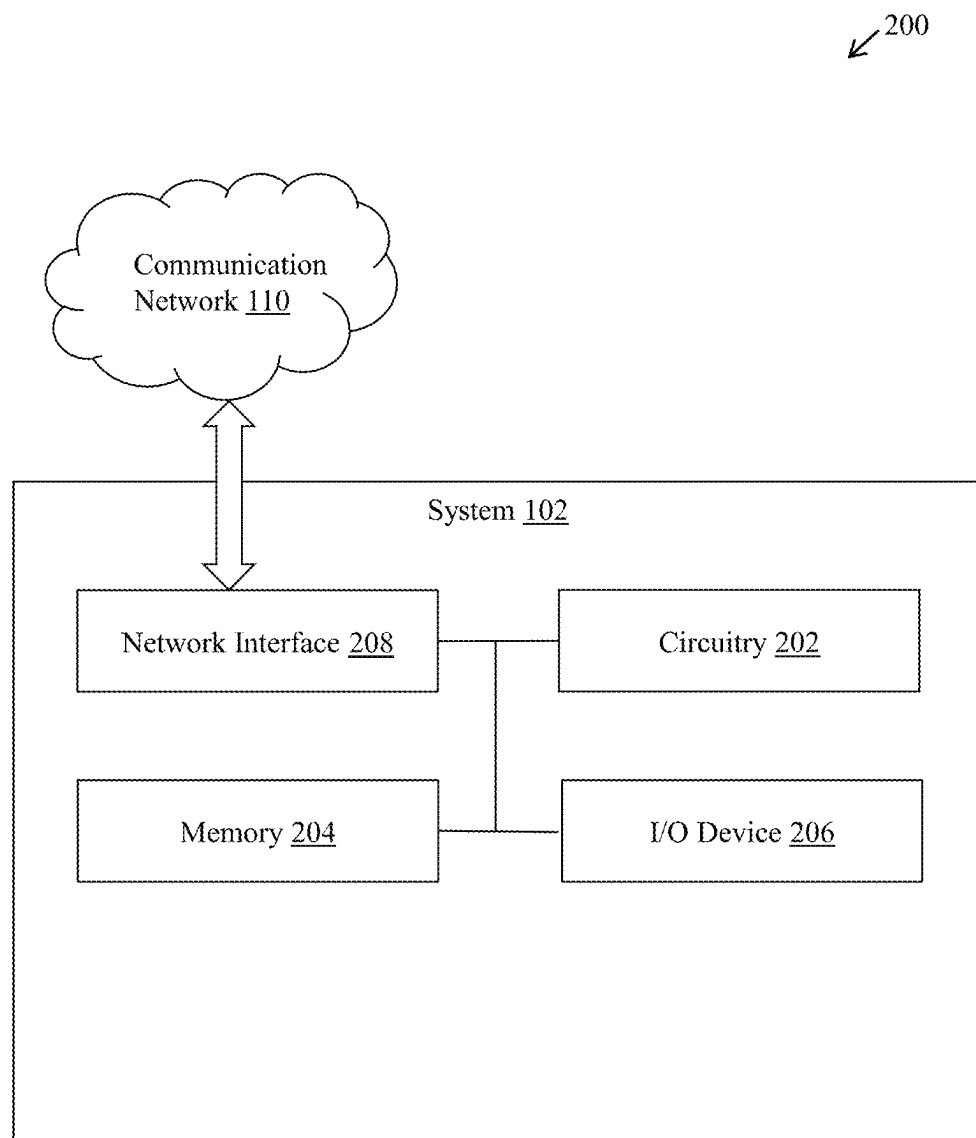 200
Communication
Network 110
System 102
Network Interface 208
Circuitry 202
Memory 204
I/O Device 206